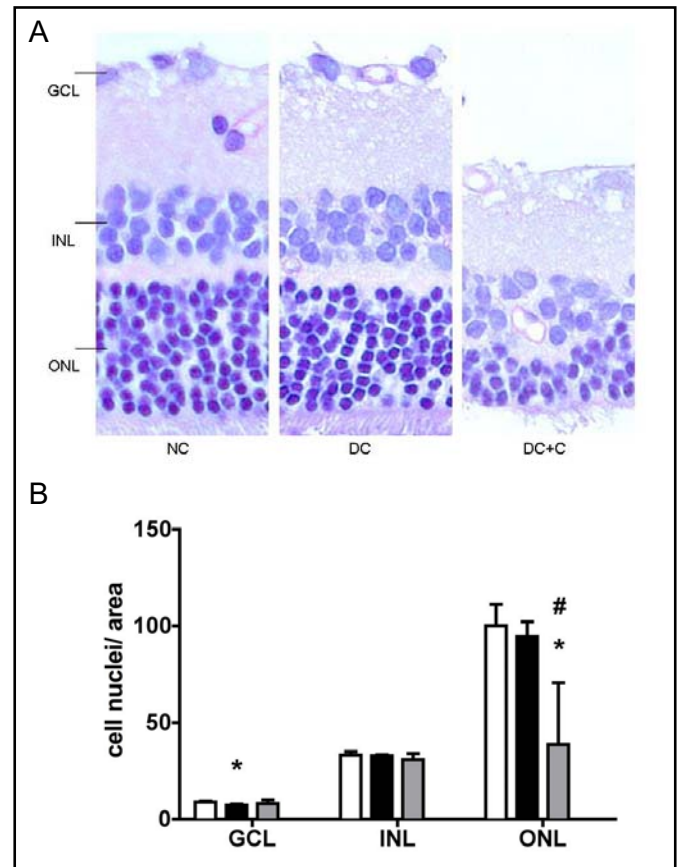 A
GCL
INL
ONL
NC DC DC+C
B
150
100
50
0
cell nuclei/ area
*
#
*
GCL INL ONL